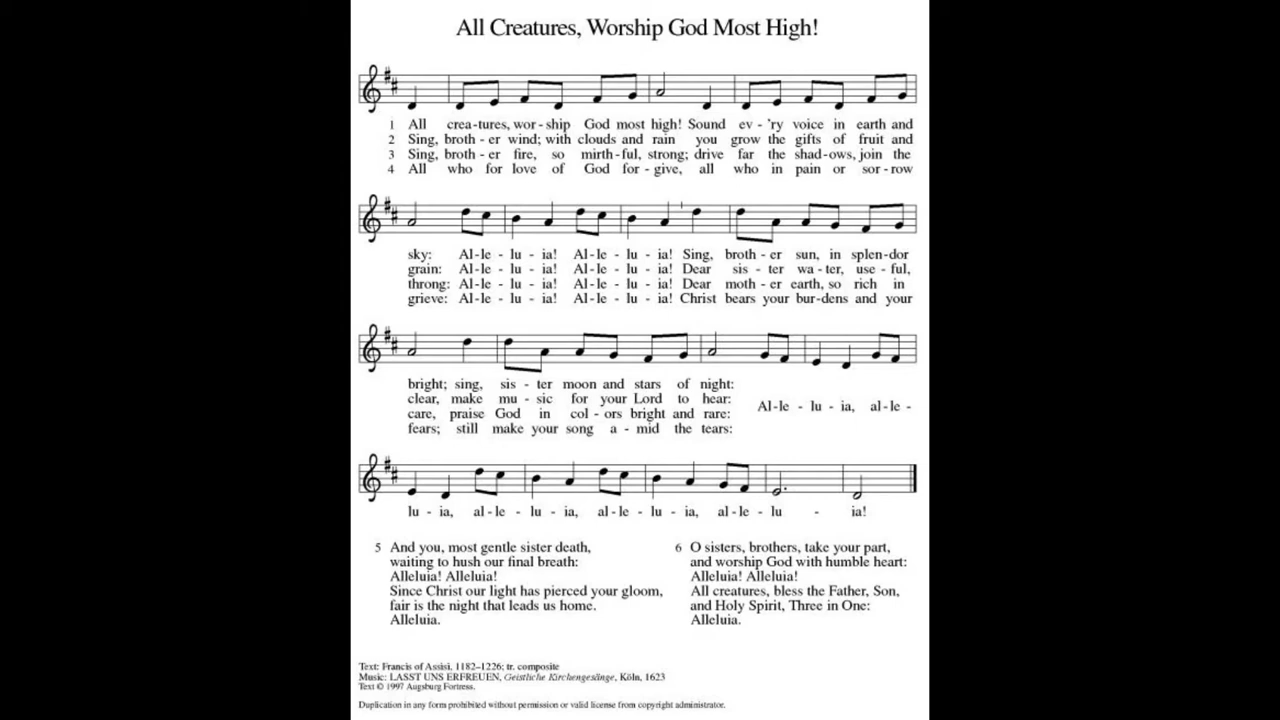 All Creatures, Worship God Most High!
1 All crea-tures, wor-ship God most high! Sound ev-'ry voice in earth and
2 Sing, broth-er wind; with clouds and rain you grow the gifts of fruit and
3 Sing, broth-er fire, so mirth-ful, strong; drive far the shad-ows, join the
4 All who for love of God for-give, all who in pain or sor-row
sky: Al-le-lu-ia! Al-le-lu-ia! Sing, broth-er sun, in splen-dor
grain: Al-le-lu-ia! Al-le-lu-ia! Dear sis-ter wa-ter, use-ful,
throng: Al-le-lu-ia! Al-le-lu-ia! Dear moth-er earth, so rich in
grieve: Al-le-lu-ia! Al-le-lu-ia! Christ bears your bur-dens and your
bright; sing, sis-ter moon and stars of night:
clear, make mu-sic for your Lord to hear:
care, praise God in col-ors bright and rare:
fears; still make your song a-mid the tears:
Al-le-lu-ia, al-le-
lu-ia, al-le-lu-ia, al-le-lu-ia, al-le-lu-ia!
5 And you, most gentle sister death,
waiting to hush our final breath:
Alleluia! Alleluia!
Since Christ our light has pierced your gloom,
fair is the night that leads us home.
Alleluia.
6 O sisters, brothers, take your part,
and worship God with humble heart:
Alleluia! Alleluia!
All creatures, bless the Father, Son,
and Holy Spirit, Three in One:
Alleluia.
Text: Francis of Assisi, 1182–1226; tr. composite
Music: LASST UNS ERFREUEN, Geistliche Kirchengesänge, Köln, 1623
Text © 1997 Augsburg Fortress.
Duplication in any form prohibited without permission or valid license from copyright administrator.